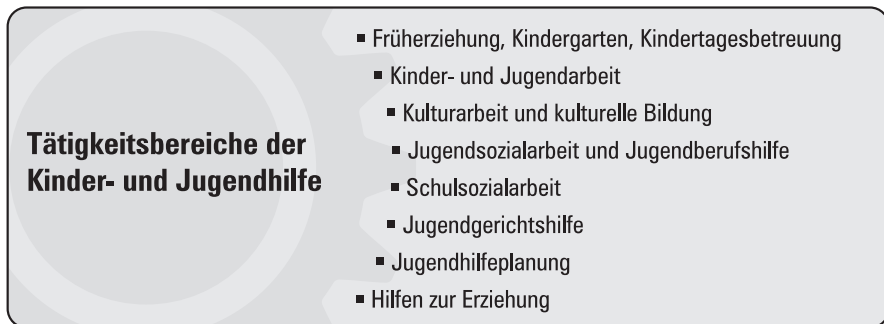 Tätigkeitsbereiche der
Kinder- und Jugendhilfe
▪ Früherziehung, Kindergarten, Kindertagesbetreuung
▪ Kinder- und Jugendarbeit
▪ Kulturarbeit und kulturelle Bildung
▪ Jugendsozialarbeit und Jugendberufshilfe
▪ Schulsozialarbeit
▪ Jugendgerichtshilfe
▪ Jugendhilfeplanung
▪ Hilfen zur Erziehung